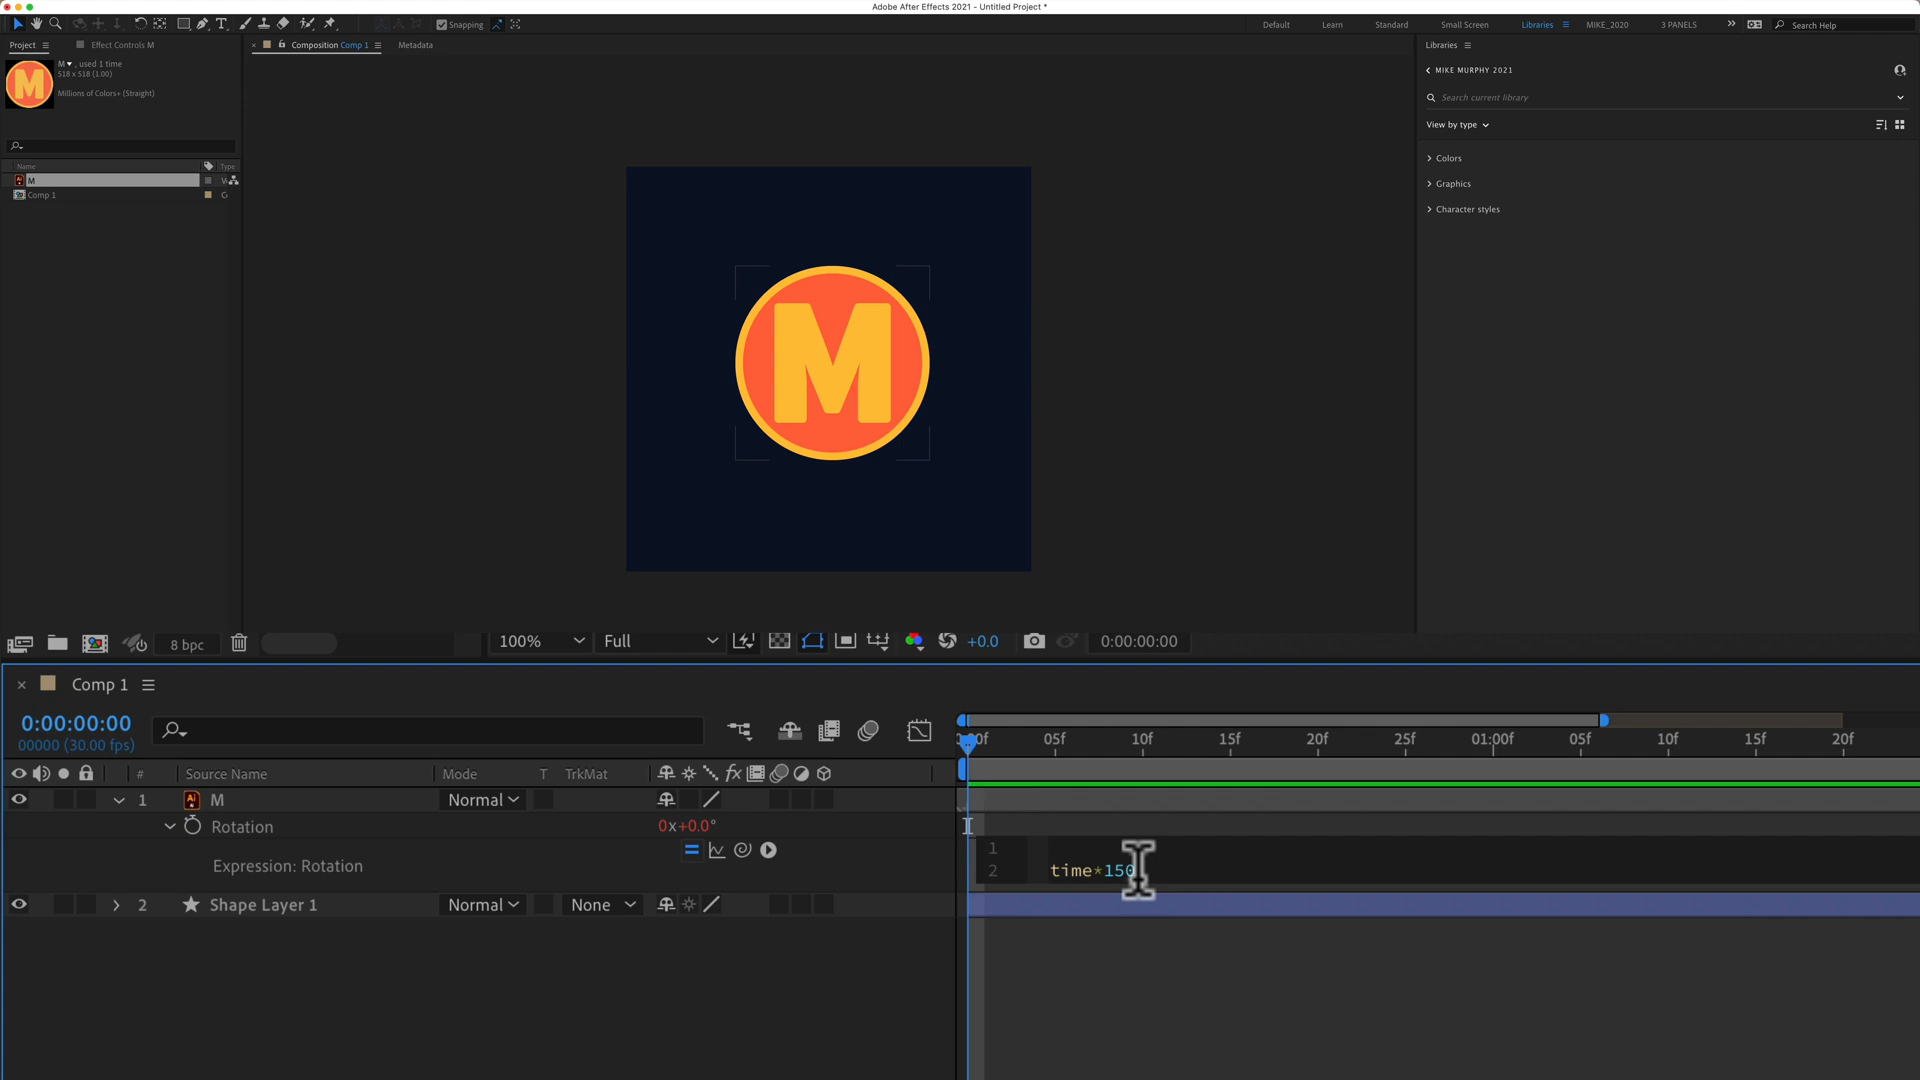 Adobe After Effects 2021 - Untitled Project *
Snapping
Default
Learn
Standard
Small Screen
Libraries
MIKE_2020
3 PANELS
Search Help
Project
Effect Controls M
Composition Comp 1
Metadata
Libraries
M, used 1 time
518 x 518 (1.00)
Millions of Colors+ (Straight)
MIKE MURPHY 2021
Search current library
View by type
Colors
Graphics
Character styles
Name
Type
M
Comp 1
M
8 bpc
100%
Full
+0.0
0:00:00:00
Comp 1
0:00:00:00
00000 (30.00 fps)
05f
10f
15f
20f
25f
01:00f
05f
10f
15f
20f
#
Source Name
Mode
T
TrkMat
1
M
Normal
Rotation
0x+0.0°
Expression: Rotation
1
2
time*150
2
Shape Layer 1
Normal
None